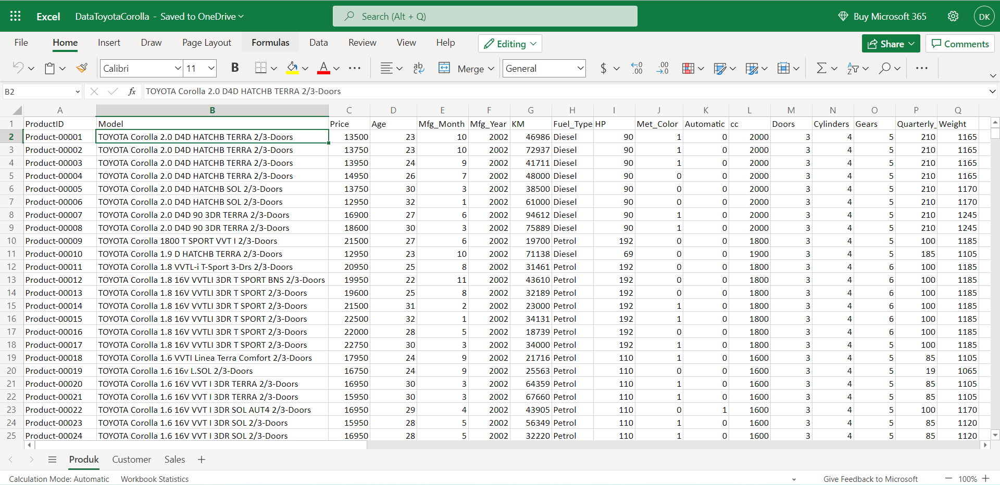 Excel DataToyotaCorolla - Saved to OneDrive Search (Alt + Q) Buy Microsoft 365 DK
File Home Insert Draw Page Layout Formulas Data Review View Help Editing Share Comments
Calibri 11 B A ab Merge General $ .00 .00
B2 fx TOYOTA Corolla 2.0 D4D HATCHB TERRA 2/3-Doors
A B C D E F G H I J K L M N O P Q
1 ProductID Model Price Age Mfg_Month Mfg_Year KM Fuel_Type HP Met_Color Automatic cc Doors Cylinders Gears Quarterly_ Weight
2 Product-00001 TOYOTA Corolla 2.0 D4D HATCHB TERRA 2/3-Doors 13500 23 10 2002 46986 Diesel 90 1 0 2000 3 4 5 210 1165
3 Product-00002 TOYOTA Corolla 2.0 D4D HATCHB TERRA 2/3-Doors 13750 23 10 2002 72937 Diesel 90 1 0 2000 3 4 5 210 1165
4 Product-00003 TOYOTA Corolla 2.0 D4D HATCHB TERRA 2/3-Doors 13950 24 9 2002 41711 Diesel 90 1 0 2000 3 4 5 210 1165
5 Product-00004 TOYOTA Corolla 2.0 D4D HATCHB TERRA 2/3-Doors 14950 26 7 2002 48000 Diesel 90 0 0 2000 3 4 5 210 1165
6 Product-00005 TOYOTA Corolla 2.0 D4D HATCHB SOL 2/3-Doors 13750 30 3 2002 38500 Diesel 90 0 0 2000 3 4 5 210 1170
7 Product-00006 TOYOTA Corolla 2.0 D4D HATCHB SOL 2/3-Doors 12950 32 1 2002 61000 Diesel 90 0 0 2000 3 4 5 210 1170
8 Product-00007 TOYOTA Corolla 2.0 D4D 90 3DR TERRA 2/3-Doors 16900 27 6 2002 94612 Diesel 90 1 0 2000 3 4 5 210 1245
9 Product-00008 TOYOTA Corolla 2.0 D4D 90 3DR TERRA 2/3-Doors 18600 30 3 2002 75889 Diesel 90 1 0 2000 3 4 5 210 1245
10 Product-00009 TOYOTA Corolla 1800 T SPORT VVT I 2/3-Doors 21500 27 6 2002 19700 Petrol 192 0 0 1800 3 4 5 100 1185
11 Product-00010 TOYOTA Corolla 1.9 D HATCHB TERRA 2/3-Doors 12950 23 10 2002 71138 Diesel 69 0 0 1900 3 4 5 185 1105
12 Product-00011 TOYOTA Corolla 1.8 VVTL-i T-Sport 3-Drs 2/3-Doors 20950 25 8 2002 31461 Petrol 192 0 0 1800 3 4 6 100 1185
13 Product-00012 TOYOTA Corolla 1.8 16V VVTLI 3DR T SPORT BNS 2/3-Doors 19950 22 11 2002 43610 Petrol 192 0 0 1800 3 4 6 100 1185
14 Product-00013 TOYOTA Corolla 1.8 16V VVTLI 3DR T SPORT 2/3-Doors 19600 25 8 2002 32189 Petrol 192 0 0 1800 3 4 6 100 1185
15 Product-00014 TOYOTA Corolla 1.8 16V VVTLI 3DR T SPORT 2/3-Doors 21500 31 2 2002 23000 Petrol 192 1 0 1800 3 4 6 100 1185
16 Product-00015 TOYOTA Corolla 1.8 16V VVTLI 3DR T SPORT 2/3-Doors 22500 32 1 2002 34131 Petrol 192 1 0 1800 3 4 6 100 1185
17 Product-00016 TOYOTA Corolla 1.8 16V VVTLI 3DR T SPORT 2/3-Doors 22000 28 5 2002 18739 Petrol 192 0 0 1800 3 4 6 100 1185
18 Product-00017 TOYOTA Corolla 1.8 16V VVTLI 3DR T SPORT 2/3-Doors 22750 30 3 2002 34000 Petrol 192 1 0 1800 3 4 5 100 1185
19 Product-00018 TOYOTA Corolla 1.6 VVTI Linea Terra Comfort 2/3-Doors 17950 24 9 2002 21716 Petrol 110 1 0 1600 3 4 5 85 1105
20 Product-00019 TOYOTA Corolla 1.6 16v L.SOL 2/3-Doors 16750 24 9 2002 25563 Petrol 110 0 0 1600 3 4 5 19 1065
21 Product-00020 TOYOTA Corolla 1.6 16V VVT I 3DR TERRA 2/3-Doors 16950 30 3 2002 64359 Petrol 110 1 0 1600 3 4 5 85 1105
22 Product-00021 TOYOTA Corolla 1.6 16V VVT I 3DR TERRA 2/3-Doors 15950 30 3 2002 67660 Petrol 110 1 0 1600 3 4 5 85 1105
23 Product-00022 TOYOTA Corolla 1.6 16V VVT I 3DR SOL AUT4 2/3-Doors 16950 29 4 2002 43905 Petrol 110 0 1 1600 3 4 5 100 1170
24 Product-00023 TOYOTA Corolla 1.6 16V VVT I 3DR SOL 2/3-Doors 15950 28 5 2002 56349 Petrol 110 1 0 1600 3 4 5 85 1120
25 Product-00024 TOYOTA Corolla 1.6 16V VVT I 3DR SOL 2/3-Doors 16950 28 5 2002 32220 Petrol 110 1 0 1600 3 4 5 85 1120
Produk Customer Sales
Calculation Mode: Automatic Workbook Statistics Give Feedback to Microsoft 100%